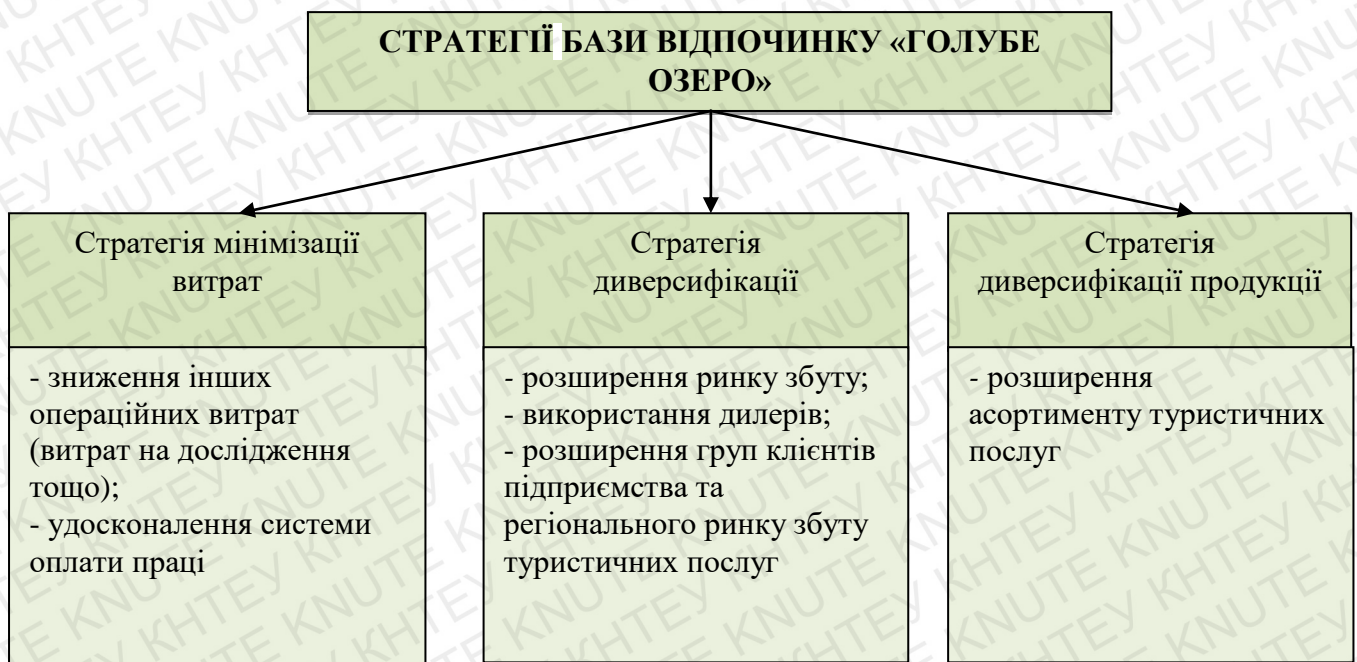 СТРАТЕГІЇ БАЗИ ВІДПОЧИНКУ «ГОЛУБЕ
ОЗЕРО»
Стратегія мінімізації
витрат
- зниження інших
операційних витрат
(витрат на дослідження
тощо);
- удосконалення системи
оплати праці
Стратегія
диверсифікації
- розширення ринку збуту;
- використання дилерів;
- розширення груп клієнтів
підприємства та
регіонального ринку збуту
туристичних послуг
Стратегія
диверсифікації продукції
- розширення
асортименту туристичних
послуг